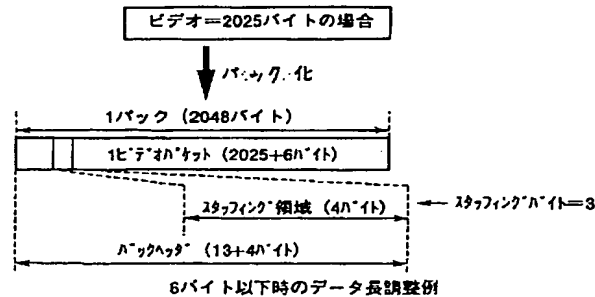 ビデオ=2025バイトの場合
パック化
1パック (2048バイト)
1ﾋﾞﾃﾞｵﾊﾟｹｯﾄ (2025+6ﾊﾞｲﾄ)
ｽﾀｯﾌｨﾝｸﾞ領域 (4ﾊﾞｲﾄ)
ｽﾀｯﾌｨﾝｸﾞﾊﾞｲﾄ=3
ﾊﾟｯｸﾍｯﾀﾞ (13+4ﾊﾞｲﾄ)
6バイト以下時のデータ長調整例